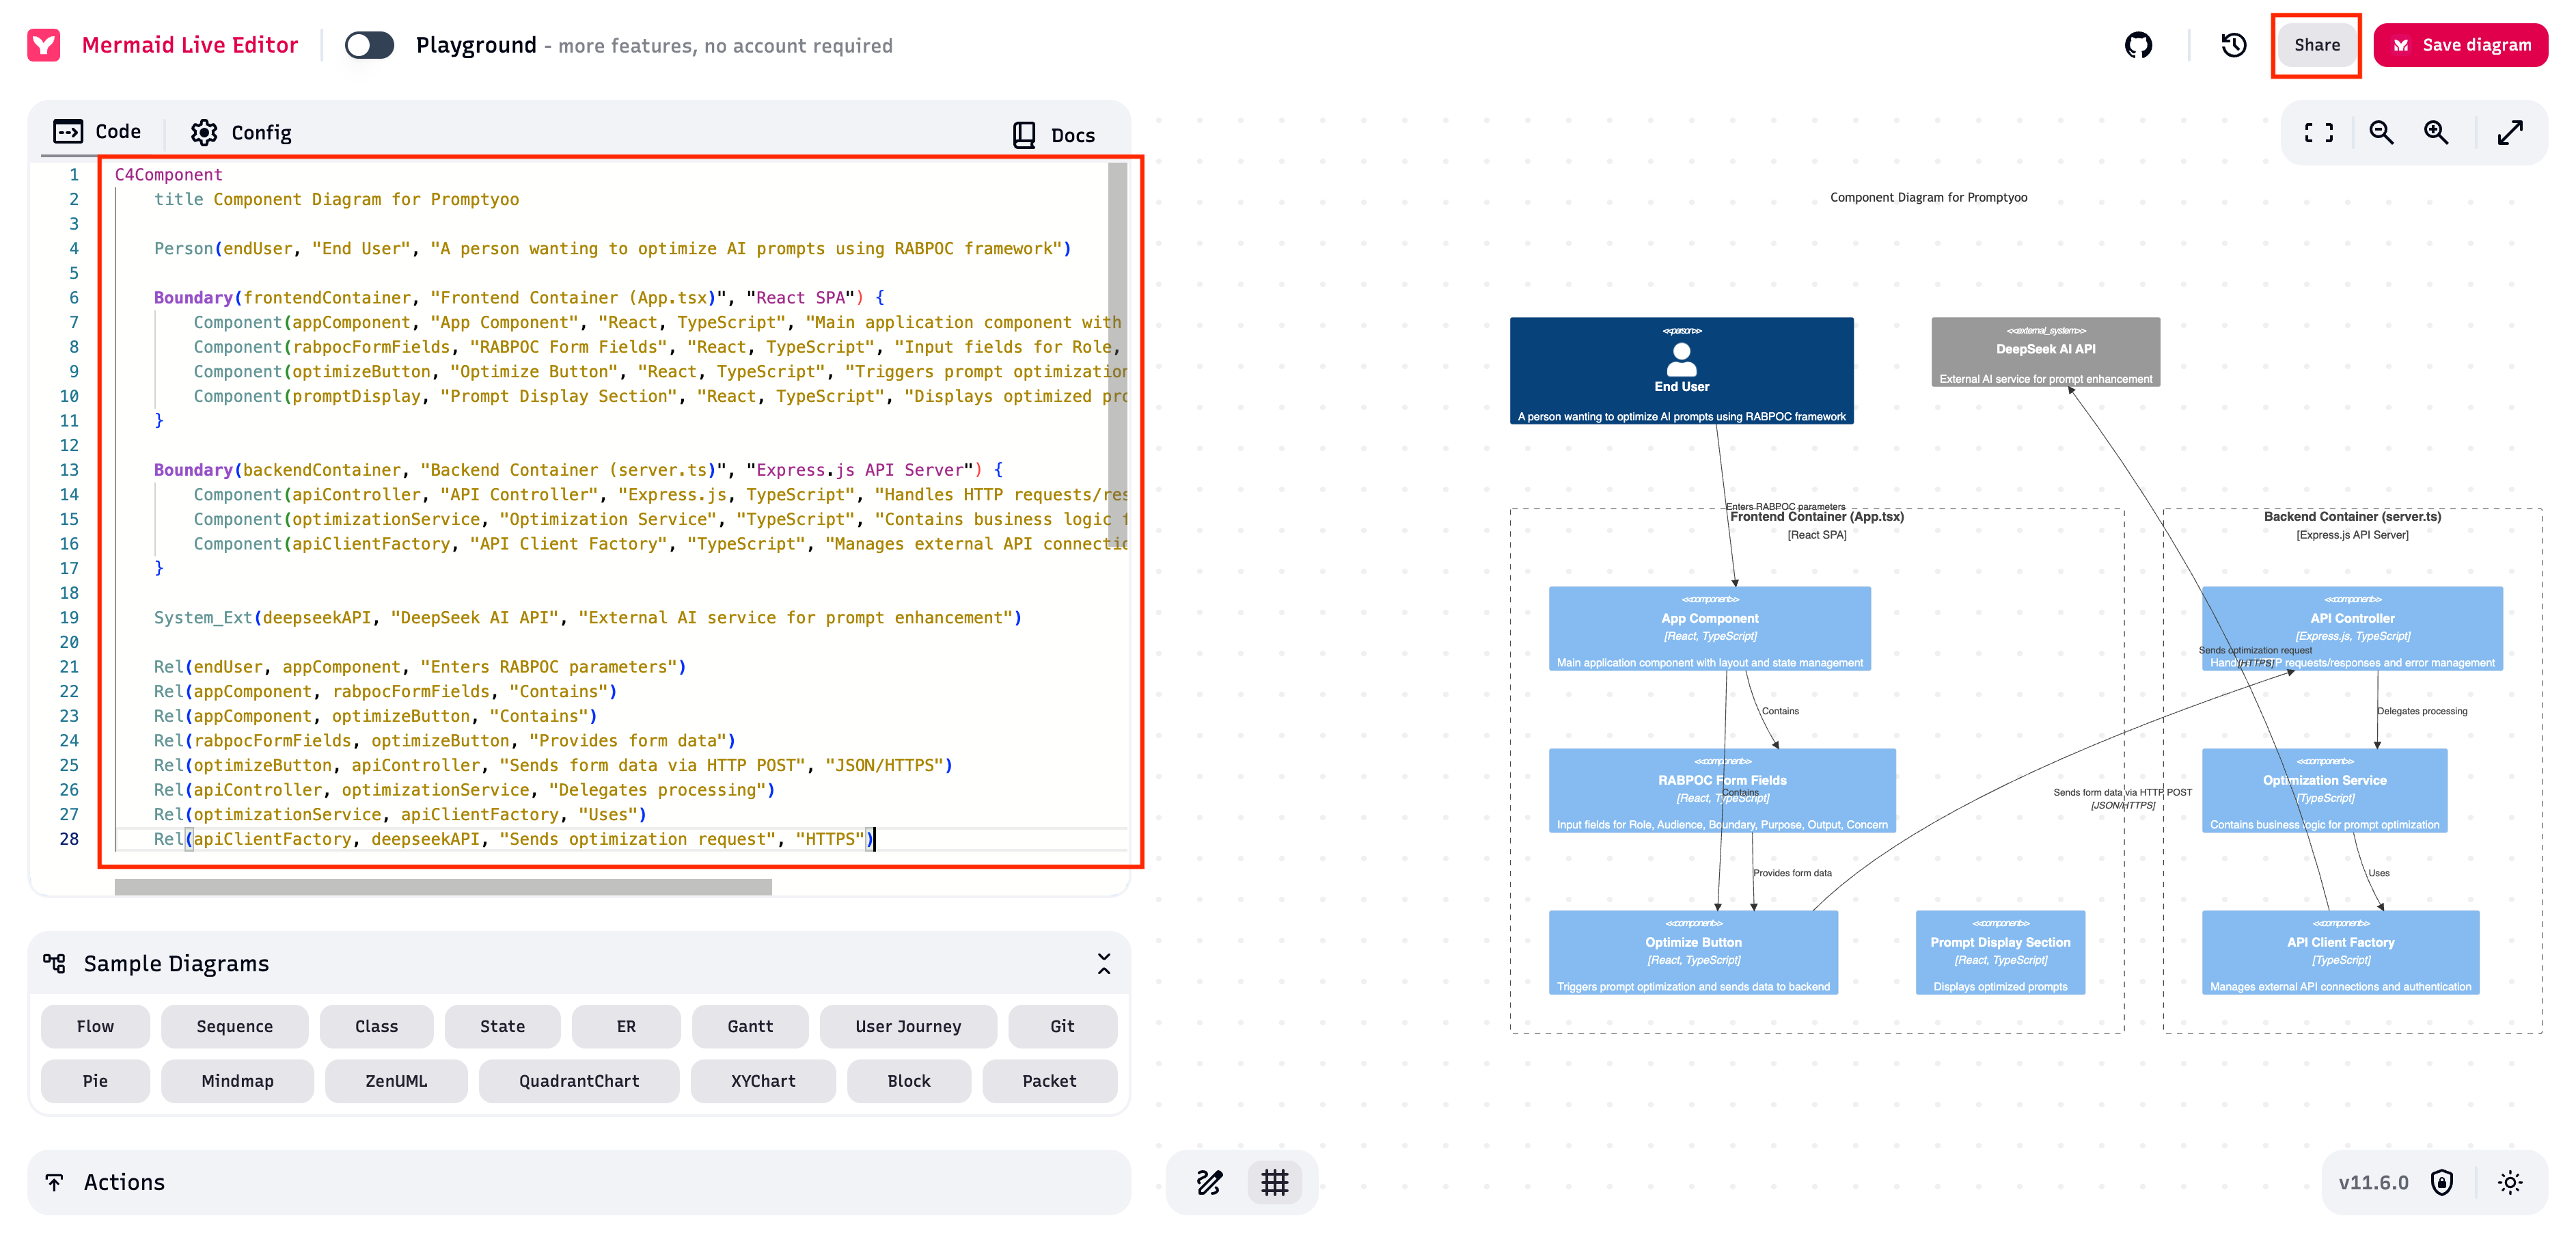 Mermaid Live Editor
Playground - more features, no account required
Share
Save diagram
Code
Config
Docs
1 C4Component
2     title Component Diagram for Promptyoo
3
4     Person(endUser, "End User", "A person wanting to optimize AI prompts using RABPOC framework")
5
6     Boundary(frontendContainer, "Frontend Container (App.tsx)", "React SPA") {
7         Component(appComponent, "App Component", "React, TypeScript", "Main application component with
8         Component(rabpocFormFields, "RABPOC Form Fields", "React, TypeScript", "Input fields for Role,
9         Component(optimizeButton, "Optimize Button", "React, TypeScript", "Triggers prompt optimization
10         Component(promptDisplay, "Prompt Display Section", "React, TypeScript", "Displays optimized pro
11     }
12
13     Boundary(backendContainer, "Backend Container (server.ts)", "Express.js API Server") {
14         Component(apiController, "API Controller", "Express.js, TypeScript", "Handles HTTP requests/res
15         Component(optimizationService, "Optimization Service", "TypeScript", "Contains business logic f
16         Component(apiClientFactory, "API Client Factory", "TypeScript", "Manages external API connectio
17     }
18
19     System_Ext(deepseekAPI, "DeepSeek AI API", "External AI service for prompt enhancement")
20
21     Rel(endUser, appComponent, "Enters RABPOC parameters")
22     Rel(appComponent, rabpocFormFields, "Contains")
23     Rel(appComponent, optimizeButton, "Contains")
24     Rel(rabpocFormFields, optimizeButton, "Provides form data")
25     Rel(optimizeButton, apiController, "Sends form data via HTTP POST", "JSON/HTTPS")
26     Rel(apiController, optimizationService, "Delegates processing")
27     Rel(optimizationService, apiClientFactory, "Uses")
28     Rel(apiClientFactory, deepseekAPI, "Sends optimization request", "HTTPS")
Sample Diagrams
Flow
Sequence
Class
State
ER
Gantt
User Journey
Git
Pie
Mindmap
ZenUML
QuadrantChart
XYChart
Block
Packet
Actions
Component Diagram for Promptyoo
<<person>>
End User
A person wanting to optimize AI prompts using RABPOC framework
<<external_system>>
DeepSeek AI API
External AI service for prompt enhancement
Enters RABPOC parameters
Frontend Container (App.tsx)
[React SPA]
Backend Container (server.ts)
[Express.js API Server]
<<component>>
App Component
[React, TypeScript]
Main application component with layout and state management
<<component>>
API Controller
[Express.js, TypeScript]
Sends optimization request
[HTTPS]
Handles HTTP requests/responses and error management
Contains
Delegates processing
<<component>>
RABPOC Form Fields
[React, TypeScript]
Contains
Input fields for Role, Audience, Boundary, Purpose, Output, Concern
Sends form data via HTTP POST
[JSON/HTTPS]
<<component>>
Optimization Service
[TypeScript]
Contains business logic for prompt optimization
Provides form data
Uses
<<component>>
Optimize Button
[React, TypeScript]
Triggers prompt optimization and sends data to backend
<<component>>
Prompt Display Section
[React, TypeScript]
Displays optimized prompts
<<component>>
API Client Factory
[TypeScript]
Manages external API connections and authentication
v11.6.0